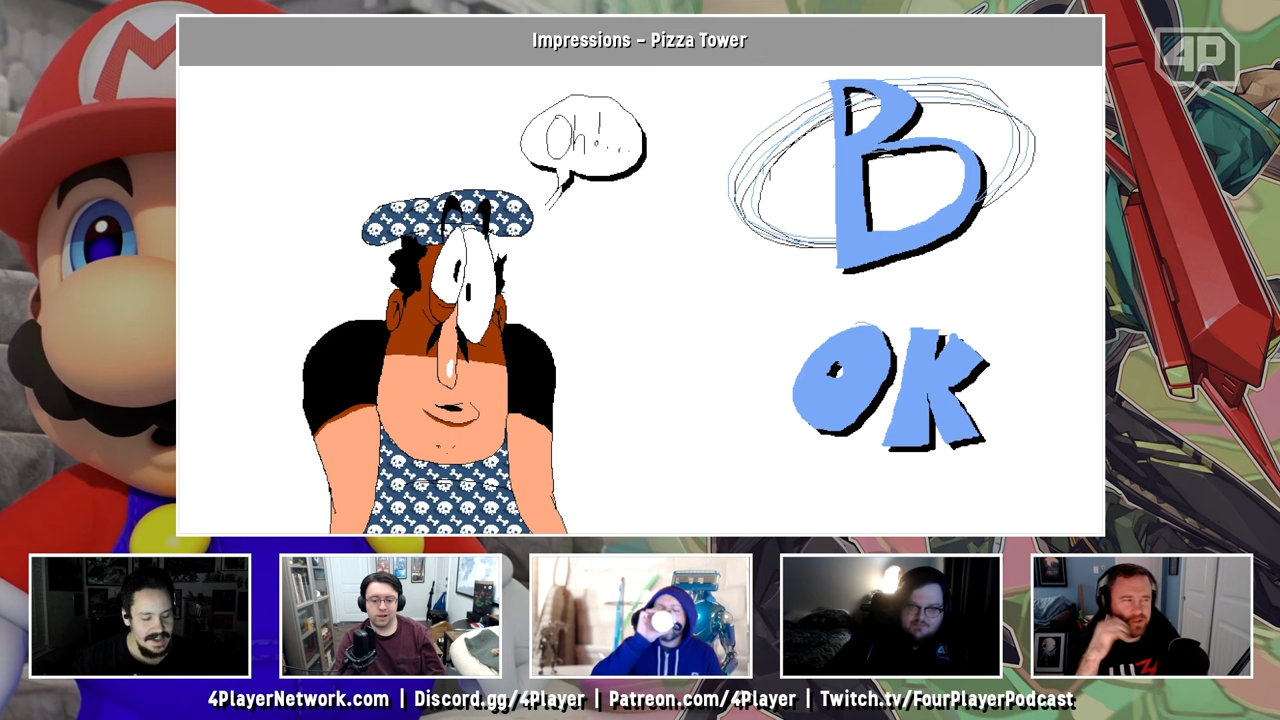 Impressions – Pizza Tower
4P
Oh!...
B
OK
M
4PlayerNetwork.com | Discord.gg/4Player | Patreon.com/4Player | Twitch.tv/FourPlayerPodcast